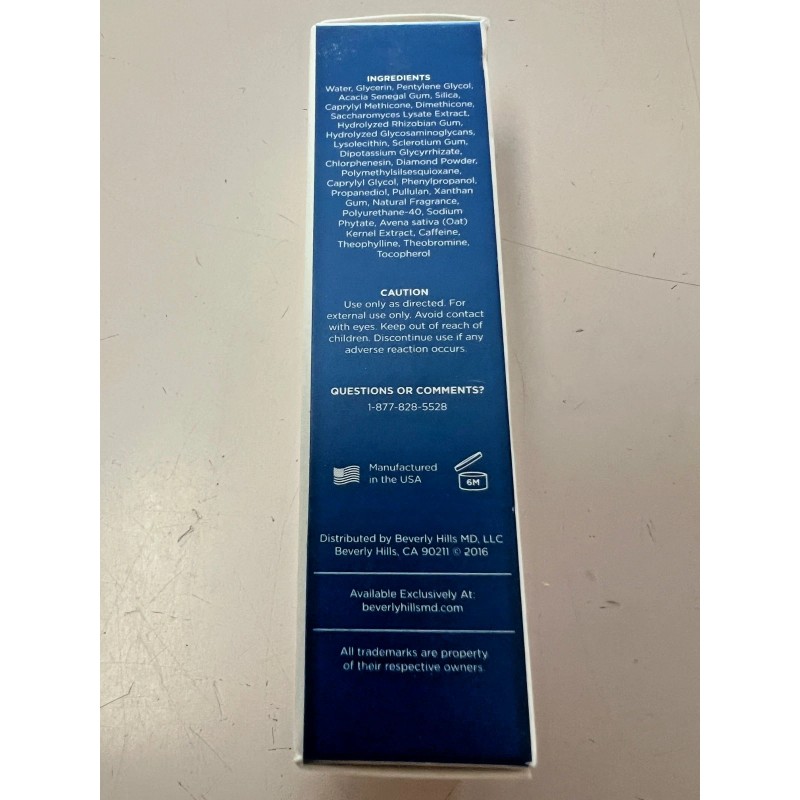 INGREDIENTS
Water, Glycerin, Pentylene Glycol,
Acacia Senegal Gum, Silica,
Caprylyl Methicone, Dimethicone,
Saccharomyces Lysate Extract,
Hydrolyzed Rhizobian Gum,
Hydrolyzed Glycosaminoglycans,
Lysolecithin, Sclerotium Gum,
Dipotassium Glycyrrhizate,
Chlorphenesin, Diamond Powder,
Polymethylsilsesquioxane,
Caprylyl Glycol, Phenylpropanol,
Propanediol, Pullulan, Xanthan
Gum, Natural Fragrance,
Polyurethane-40, Sodium
Phytate, Avena sativa (Oat)
Kernel Extract, Caffeine,
Theophylline, Theobromine,
Tocopherol
CAUTION
Use only as directed. For
external use only. Avoid contact
with eyes. Keep out of reach of
children. Discontinue use if any
adverse reaction occurs.
QUESTIONS OR COMMENTS?
1-877-828-5528
Manufactured
in the USA
6M
Distributed by Beverly Hills MD, LLC
Beverly Hills, CA 90211 © 2016
Available Exclusively At:
beverlyhillsmd.com
All trademarks are property
of their respective owners.